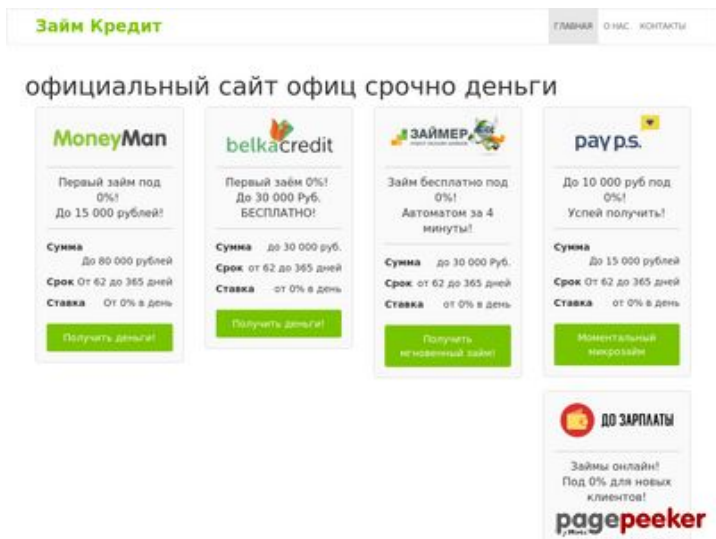 Займ Кредит
ГЛАВНАЯ О НАС. КОНТАКТЫ
официальный сайт офиц срочно деньги
MoneyMan
Первый займ под
0%!
До 15 000 рублей!
Сумма
До 80 000 рублей
Срок От 62 до 365 дней
Ставка От 0% в день
Получить деньги!
belkacredit
Первый заём 0%!
До 30 000 Руб.
БЕСПЛАТНО!
Сумма до 30 000 руб.
Срок от 62 до 365 дней
Ставка от 0% в день
Получить деньги!
ЗАЙМЕР
Займ бесплатно под
0%!
Автоматом за 4
минуты!
Сумма до 30 000 Руб.
Срок от 62 до 365 дней
Ставка от 0% в день
Получить
мгновенный займ!
pay p.s.
До 10 000 руб под
0%!
Успей получить!
Сумма
До 15 000 рублей
Срок От 62 до 365 дней
Ставка от 0% в день
Моментальный
микрозайм
ДО ЗАРПЛАТЫ
Займы онлайн!
Под 0% для новых
клиентов!
pagepeeker